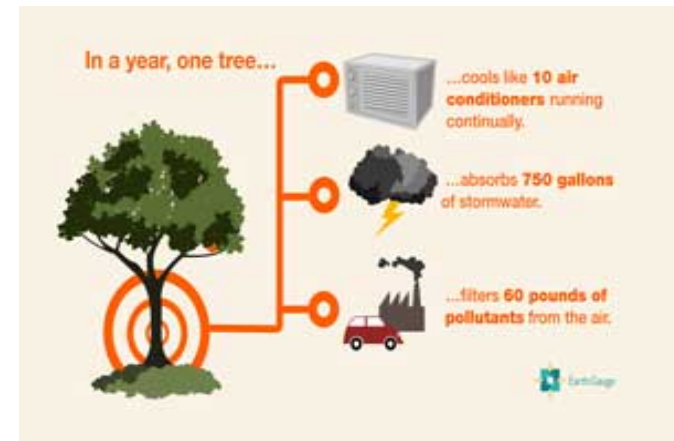 In a year, one tree...
...cools like 10 air
conditioners running
continually.
...absorbs 750 gallons
of stormwater.
...filters 60 pounds of
pollutants from the air.
EarthGauge